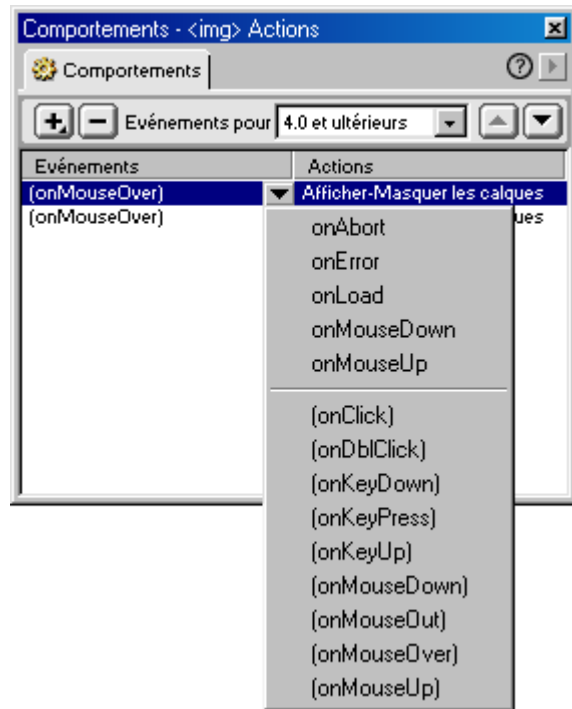 Comportements - <img> Actions
Comportements
Evénements pour 4.0 et ultérieurs
Evénements Actions
(onMouseOver) Afficher-Masquer les calques
(onMouseOver) ues
onAbort
onError
onLoad
onMouseDown
onMouseUp
(onClick)
(onDblClick)
(onKeyDown)
(onKeyPress)
(onKeyUp)
(onMouseDown)
(onMouseOut)
(onMouseOver)
(onMouseUp)